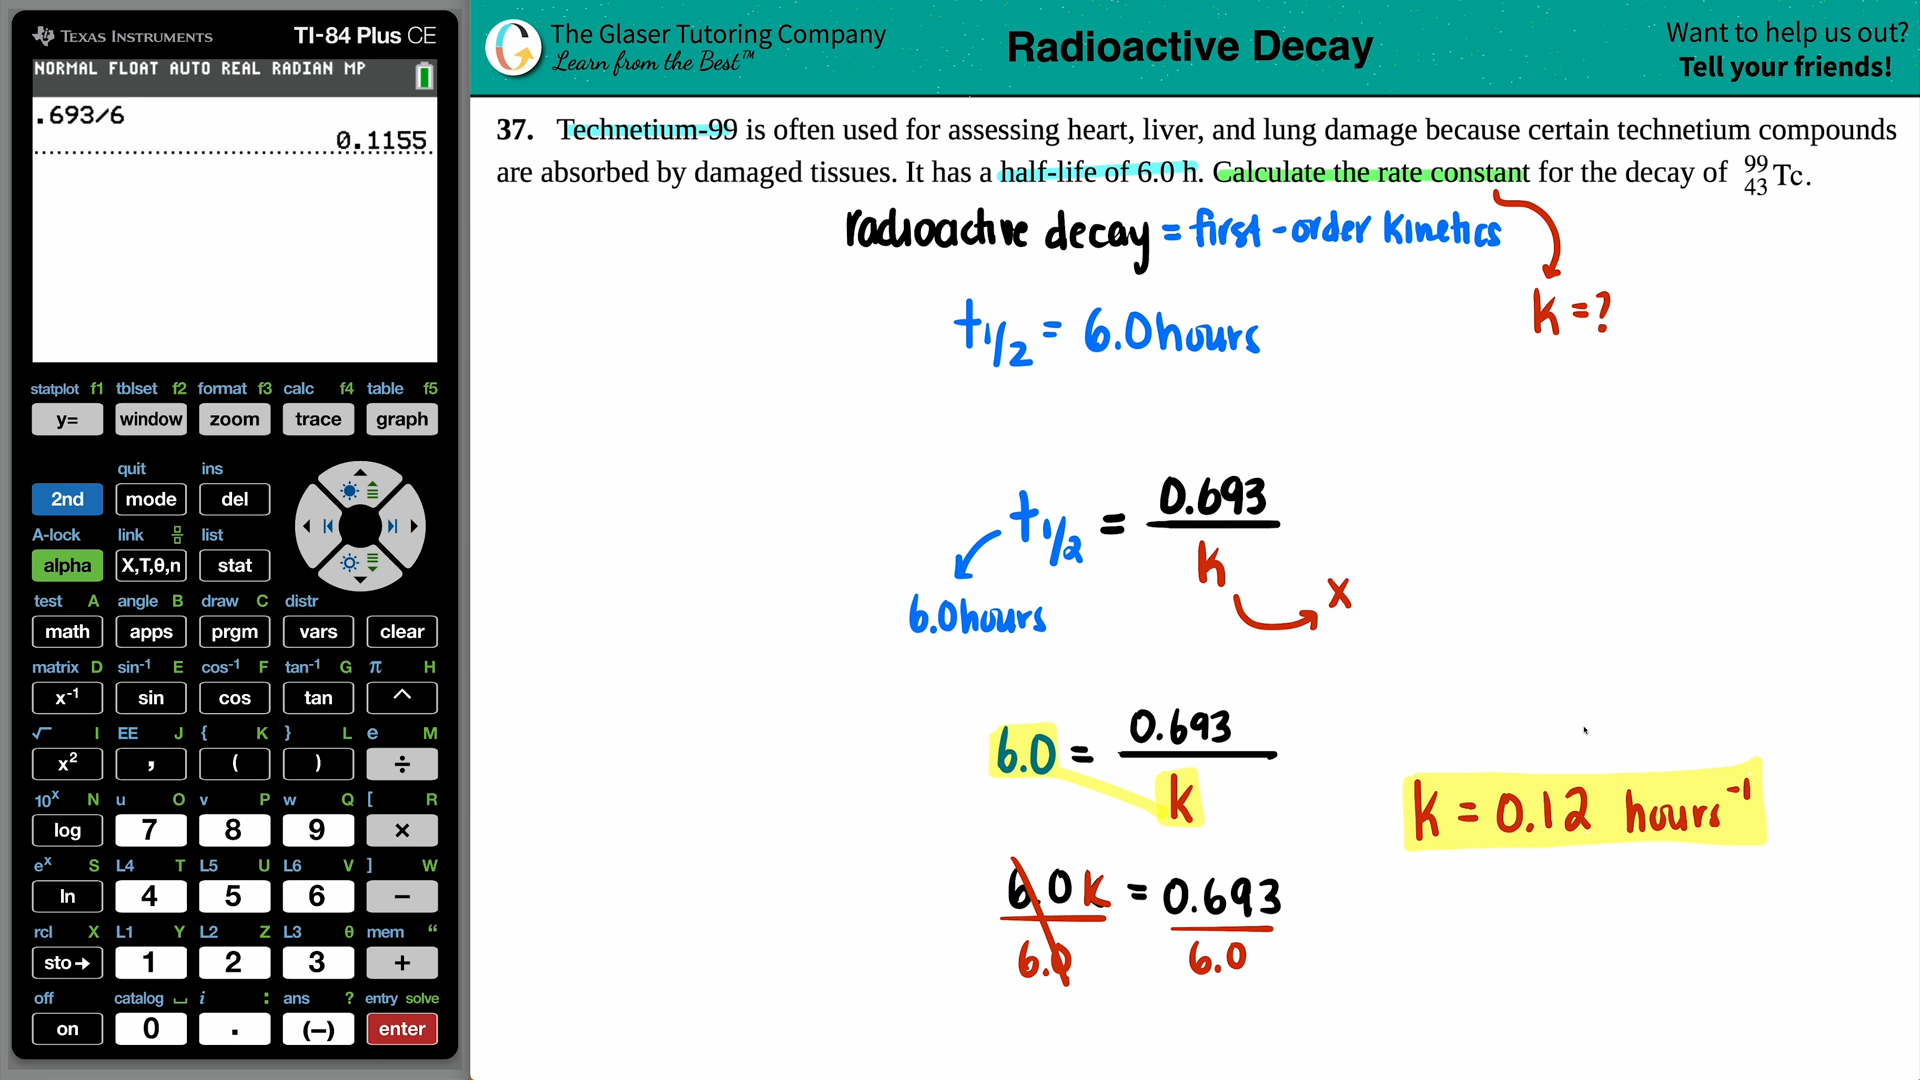 TEXAS INSTRUMENTS TI-84 Plus CE
NORMAL FLOAT AUTO REAL RADIAN MP
.693/6
0.1155
statplot f1 tblset f2 format f3 calc f4 table f5
y= window zoom trace graph
quit ins
2nd mode del
A-lock link list
alpha X,T,θ,n stat
test A angle B draw C distr
math apps prgm vars clear
matrix D sin⁻¹ E cos⁻¹ F tan⁻¹ G π H
x⁻¹ sin cos tan ^
√ I EE J { K } L e M
x² , ( ) ÷
10ˣ N u O v P w Q [ R
log 7 8 9 ×
eˣ S L4 T L5 U L6 V ] W
ln 4 5 6 −
rcl X L1 Y L2 Z L3 θ mem "
sto→ 1 2 3 +
off catalog ⎵ i : ans ? entry solve
on 0 . (−) enter
The Glaser Tutoring Company
Learn from the Best™
Radioactive Decay
Want to help us out?
Tell your friends!
37. Technetium-99 is often used for assessing heart, liver, and lung damage because certain technetium compounds
are absorbed by damaged tissues. It has a half-life of 6.0 h. Calculate the rate constant for the decay of ⁹⁹₄₃Tc.
radioactive decay = first-order kinetics
k = ?
t1/2 = 6.0 hours
t1/2 = 0.693
k
x
6.0 hours
6.0 = 0.693
k
k = 0.12 hours⁻¹
6.0 k = 0.693
6.0 6.0